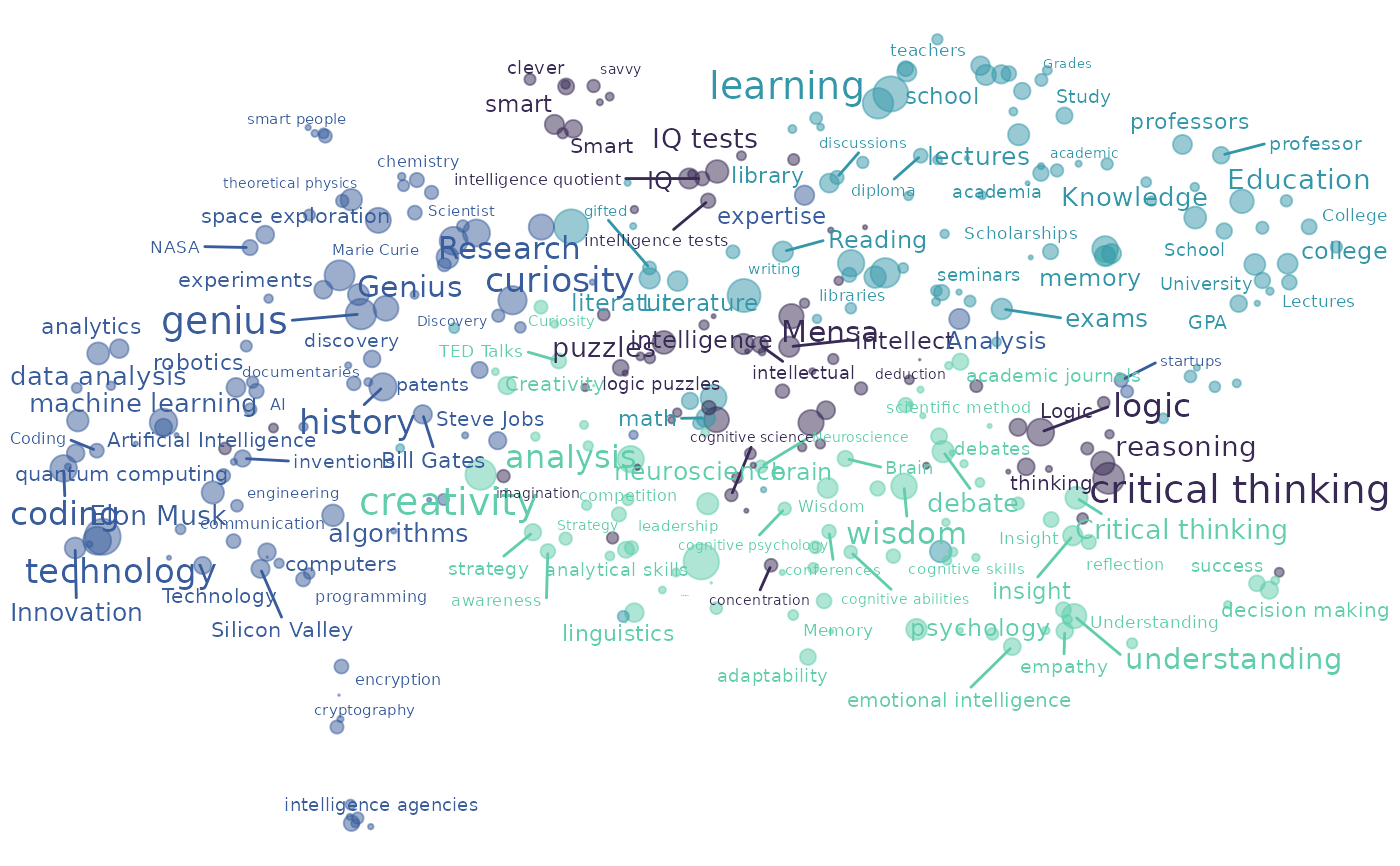 teachers
clever
savvy
Grades
learning
school
Study
smart
smart people
professors
IQ tests
Smart
discussions
professor
lectures
academic
chemistry
library
theoretical physics
intelligence quotient
IQ
diploma
academia
Knowledge
Education
space exploration
Scientist
gifted
expertise
College
NASA
Marie Curie
Research
intelligence tests
Reading
Scholarships
School
college
experiments
Genius
curiosity
writing
seminars
memory
University
literature
Literature
libraries
Lectures
genius
Discovery
Curiosity
exams
GPA
analytics
discovery
TED Talks
puzzles
intelligence
Mensa
intellect
Analysis
robotics
documentaries
startups
data analysis
patents
Creativity
logic puzzles
intellectual
deduction
academic journals
machine learning
AI
history
Steve Jobs
math
scientific method
Logic
logic
Coding
Artificial Intelligence
cognitive science
Neuroscience
debates
reasoning
inventions
Bill Gates
analysis
quantum computing
neuroscience
brain
Brain
thinking
critical thinking
engineering
imagination
competition
creativity
Wisdom
debate
coding
Elon Musk
communication
algorithms
Strategy
leadership
wisdom
Insight
Critical thinking
cognitive psychology
technology
computers
strategy
analytical skills
conferences
cognitive skills
reflection
success
Technology
programming
awareness
concentration
cognitive abilities
insight
Innovation
decision making
Silicon Valley
linguistics
Memory
psychology
Understanding
understanding
empathy
adaptability
encryption
emotional intelligence
cryptography
intelligence agencies